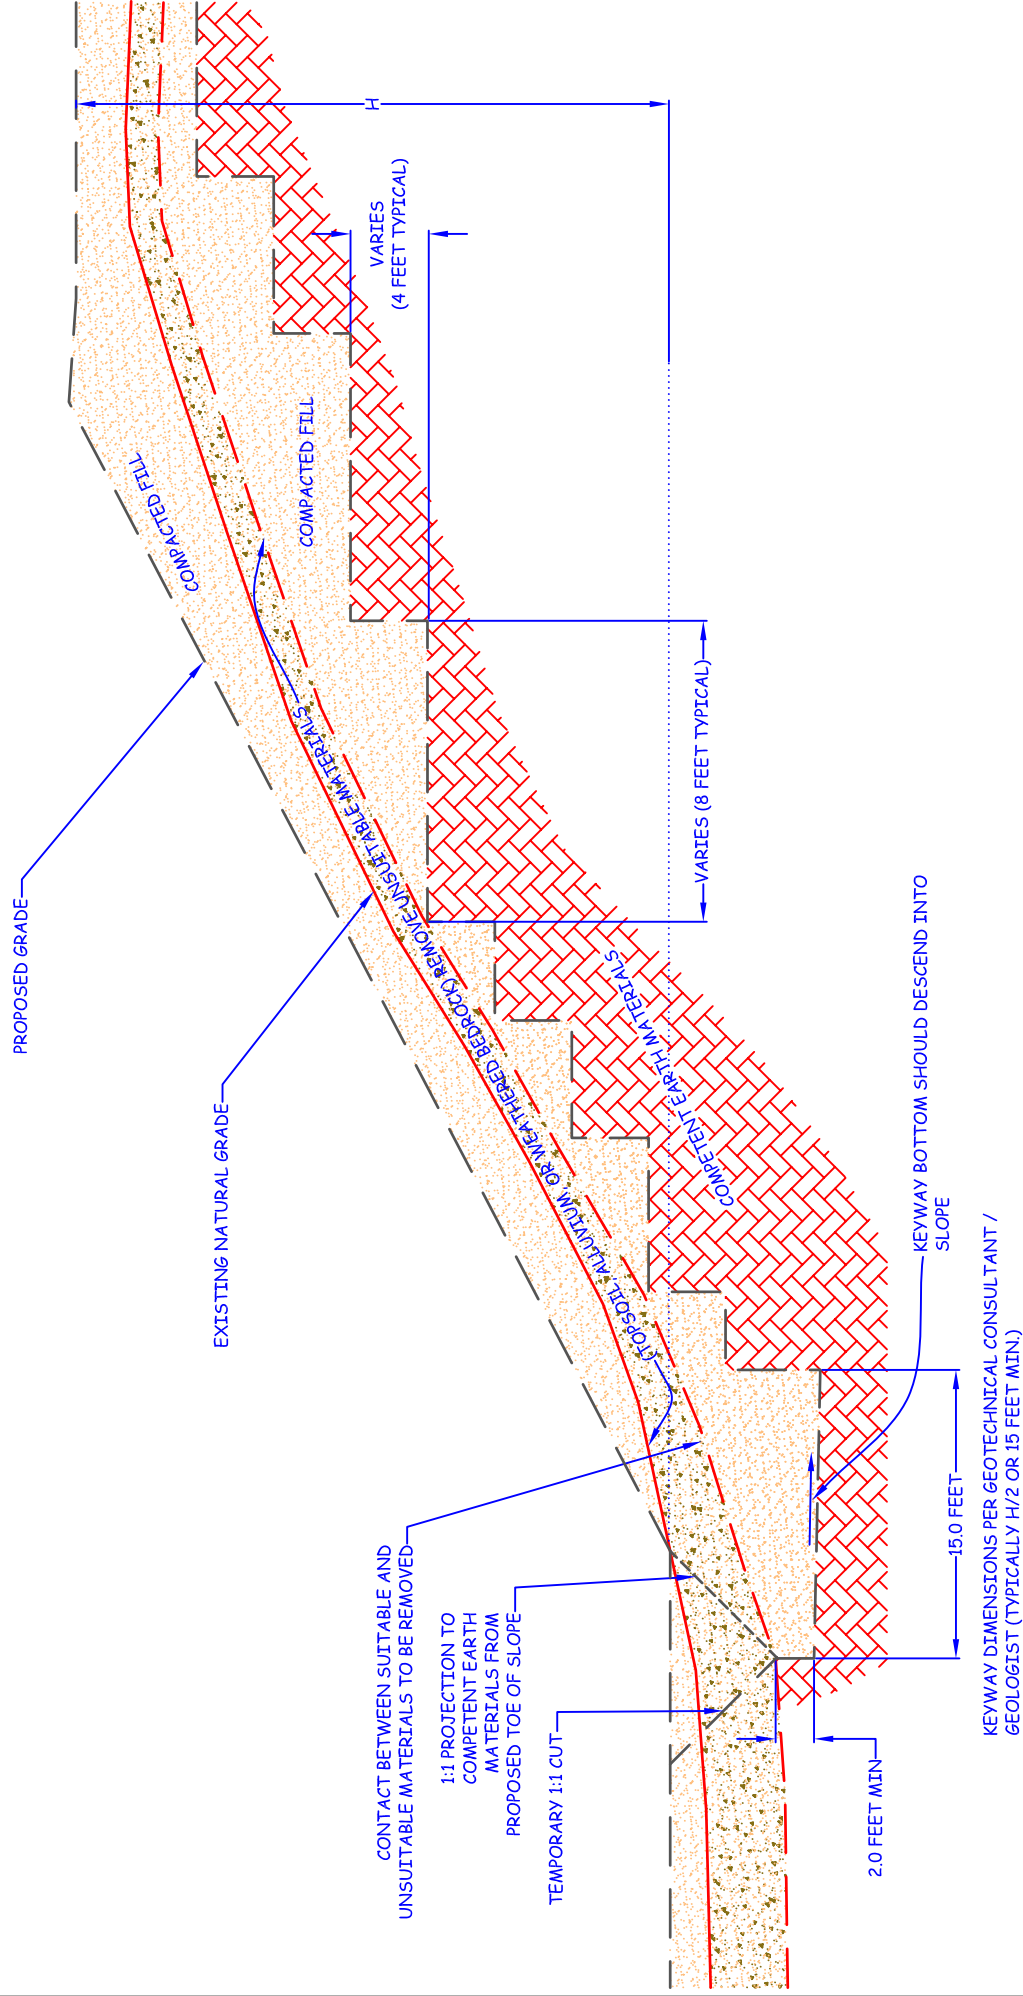 PROPOSED GRADE
EXISTING NATURAL GRADE
CONTACT BETWEEN SUITABLE AND
UNSUITABLE MATERIALS TO BE REMOVED
1:1 PROJECTION TO
COMPETENT EARTH
MATERIALS FROM
PROPOSED TOE OF SLOPE
TEMPORARY 1:1 CUT
COMPACTED FILL
COMPACTED FILL
REMOVE UNSUITABLE MATERIALS
(TOPSOIL, ALLUVIUM, OR WEATHERED BEDROCK)
H
VARIES
(4 FEET TYPICAL)
VARIES (8 FEET TYPICAL)
COMPETENT EARTH MATERIALS
2.0 FEET MIN
KEYWAY BOTTOM SHOULD DESCEND INTO
SLOPE
15.0 FEET
KEYWAY DIMENSIONS PER GEOTECHNICAL CONSULTANT /
GEOLOGIST (TYPICALLY H/2 OR 15 FEET MIN.)